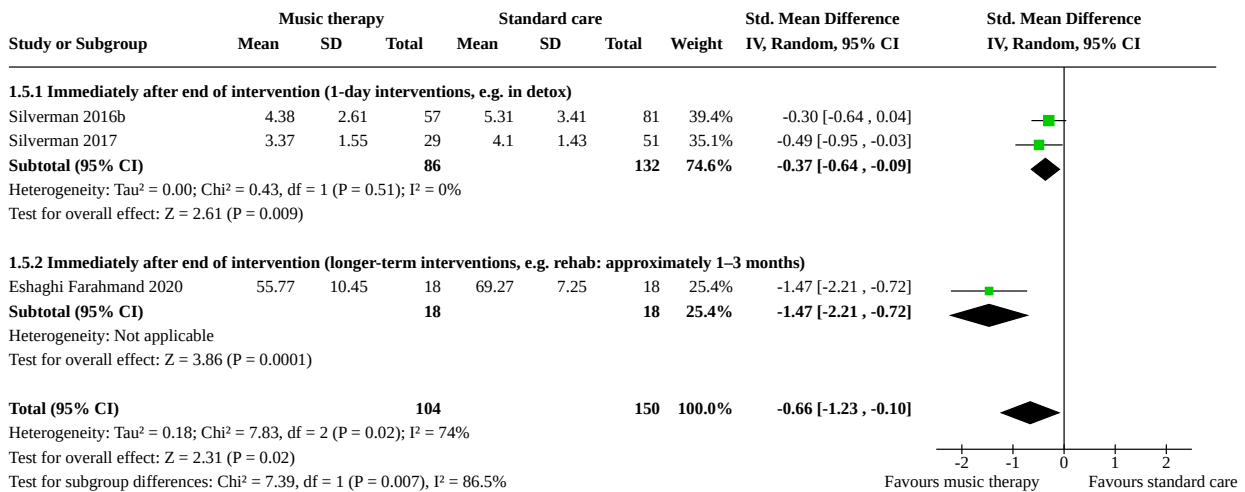 Music therapy Standard care Std. Mean Difference Std. Mean Difference
Study or Subgroup Mean SD Total Mean SD Total Weight IV, Random, 95% CI IV, Random, 95% CI
1.5.1 Immediately after end of intervention (1-day interventions, e.g. in detox)
Silverman 2016b 4.38 2.61 57 5.31 3.41 81 39.4% -0.30 [-0.64 , 0.04]
Silverman 2017 3.37 1.55 29 4.1 1.43 51 35.1% -0.49 [-0.95 , -0.03]
Subtotal (95% CI) 86 132 74.6% -0.37 [-0.64 , -0.09]
Heterogeneity: Tau² = 0.00; Chi² = 0.43, df = 1 (P = 0.51); I² = 0%
Test for overall effect: Z = 2.61 (P = 0.009)
1.5.2 Immediately after end of intervention (longer-term interventions, e.g. rehab: approximately 1–3 months)
Eshaghi Farahmand 2020 55.77 10.45 18 69.27 7.25 18 25.4% -1.47 [-2.21 , -0.72]
Subtotal (95% CI) 18 18 25.4% -1.47 [-2.21 , -0.72]
Heterogeneity: Not applicable
Test for overall effect: Z = 3.86 (P = 0.0001)
Total (95% CI) 104 150 100.0% -0.66 [-1.23 , -0.10]
Heterogeneity: Tau² = 0.18; Chi² = 7.83, df = 2 (P = 0.02); I² = 74%
Test for overall effect: Z = 2.31 (P = 0.02)
-2 -1 0 1 2
Test for subgroup differences: Chi² = 7.39, df = 1 (P = 0.007), I² = 86.5%
Favours music therapy Favours standard care